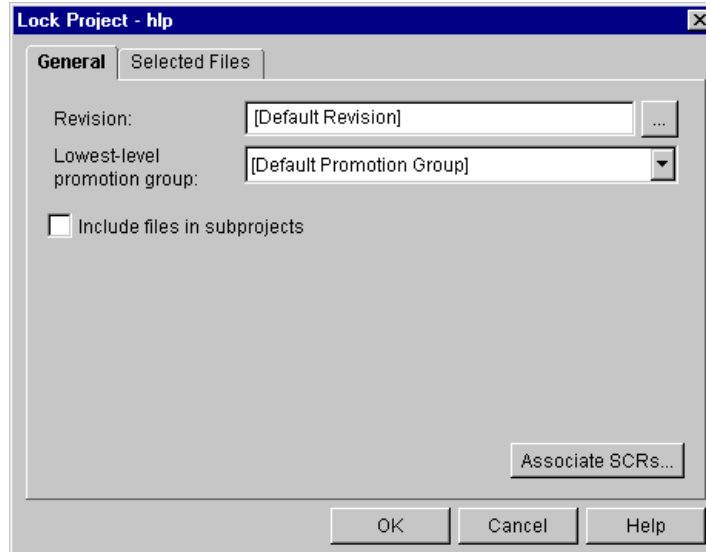 Lock Project - hlp
General
Selected Files
Revision:
[Default Revision]
...
Lowest-level
promotion group:
[Default Promotion Group]
Include files in subprojects
Associate SCRs...
OK
Cancel
Help